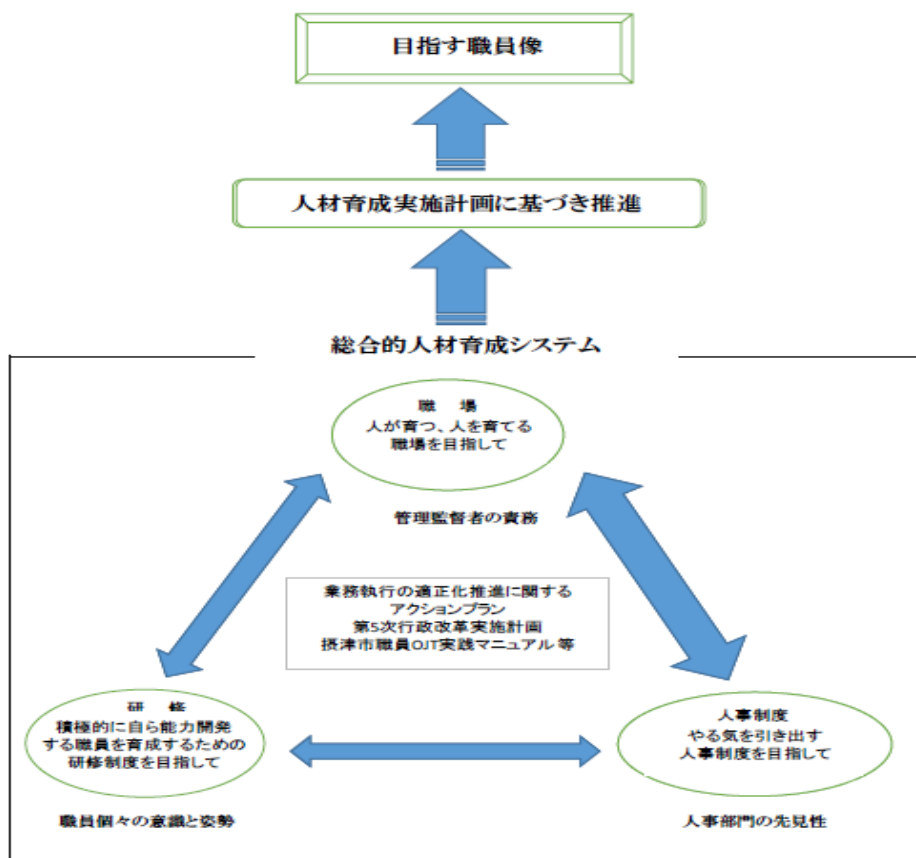 目指す職員像
人材育成実施計画に基づき推進
総合的人材育成システム
職　場
人が育つ、人を育てる
職場を目指して
管理監督者の責務
業務執行の適正化推進に関する
アクションプラン
第5次行政改革実施計画
摂津市職員OJT実践マニュアル等
研　修
積極的に自ら能力開発
する職員を育成するための
研修制度を目指して
職員個々の意識と姿勢
人事制度
やる気を引き出す
人事制度を目指して
人事部門の先見性